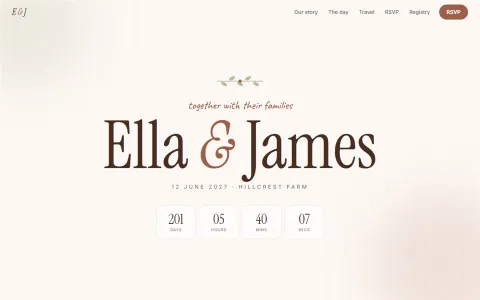 E&J
Our story The day Travel RSVP Registry RSVP
together with their families
Ella & James
12 JUNE 2027 · HILLCREST FARM
201 05 40 07
DAYS HOURS MINS SECS